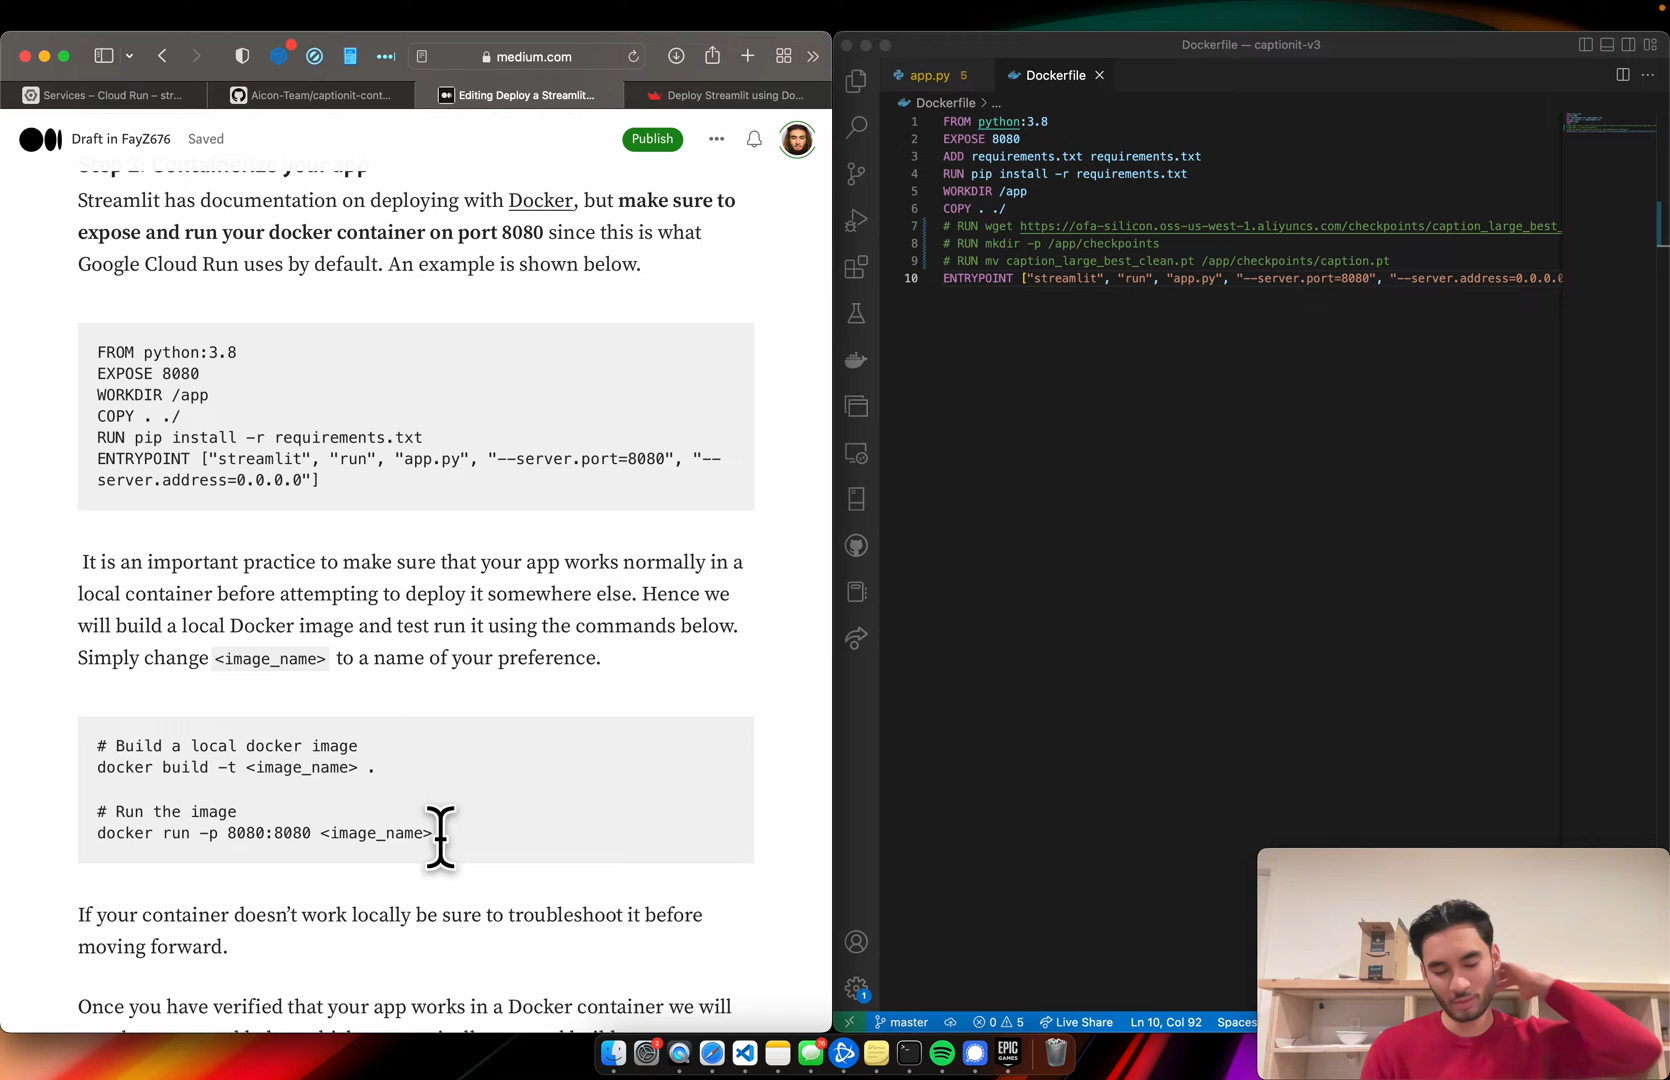 medium.com
Services – Cloud Run – str...
Aicon-Team/captionit-cont...
Editing Deploy a Streamlit...
Deploy Streamlit using Do...
Draft in FayZ676
Saved
Publish
Step 2: Containerize your app
Streamlit has documentation on deploying with Docker, but make sure to
expose and run your docker container on port 8080 since this is what
Google Cloud Run uses by default. An example is shown below.
FROM python:3.8
EXPOSE 8080
WORKDIR /app
COPY . ./
RUN pip install -r requirements.txt
ENTRYPOINT ["streamlit", "run", "app.py", "--server.port=8080", "--
server.address=0.0.0.0"]
It is an important practice to make sure that your app works normally in a
local container before attempting to deploy it somewhere else. Hence we
will build a local Docker image and test run it using the commands below.
Simply change <image_name> to a name of your preference.
# Build a local docker image
docker build -t <image_name> .
# Run the image
docker run -p 8080:8080 <image_name>
If your container doesn't work locally be sure to troubleshoot it before
moving forward.
Once you have verified that your app works in a Docker container we will
Dockerfile — captionit-v3
app.py 5
Dockerfile
Dockerfile > ...
1 FROM python:3.8
2 EXPOSE 8080
3 ADD requirements.txt requirements.txt
4 RUN pip install -r requirements.txt
5 WORKDIR /app
6 COPY . ./
7 # RUN wget https://ofa-silicon.oss-us-west-1.aliyuncs.com/checkpoints/caption_large_best_
8 # RUN mkdir -p /app/checkpoints
9 # RUN mv caption_large_best_clean.pt /app/checkpoints/caption.pt
10 ENTRYPOINT ["streamlit", "run", "app.py", "--server.port=8080", "--server.address=0.0.0.0
1
master
0
5
Live Share
Ln 10, Col 92
Spaces
2
76
EPIC
GAMES